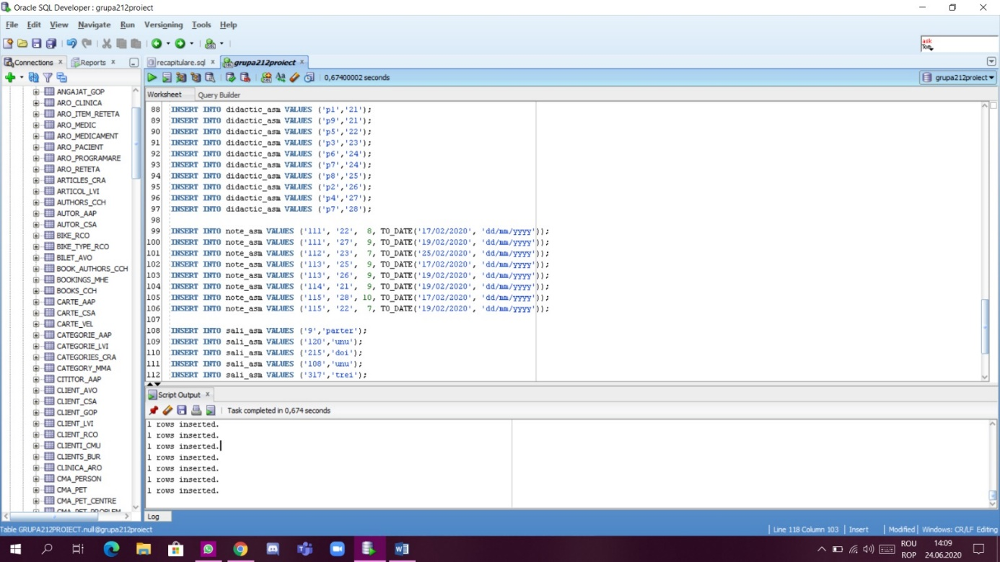 Oracle SQL Developer : grupa212proiect
File Edit View Navigate Run Versioning Tools Help
ask
Tom
Connections x Reports x
recapitulare.sql x grupa212proiect x
0,67400002 seconds
grupa212proiect
Worksheet Query Builder
ANGAJAT_GOP
ARO_CLINICA
ARO_ITEM_RETETA
ARO_MEDIC
ARO_MEDICAMENT
ARO_PACIENT
ARO_PROGRAMARE
ARO_RETETA
ARTICLES_CRA
ARTICOL_LVI
AUTHORS_CCH
AUTOR_AAP
AUTOR_CSA
BIKE_RCO
BIKE_TYPE_RCO
BILET_AVO
BOOK_AUTHORS_CCH
BOOKINGS_MHE
BOOKS_CCH
CARTE_AAP
CARTE_CSA
CARTE_VEL
CATEGORIE_AAP
CATEGORIE_LVI
CATEGORIES_CRA
CATEGORY_MMA
CITITOR_AAP
CLIENT_AVO
CLIENT_CSA
CLIENT_GOP
CLIENT_LVI
CLIENT_RCO
CLIENTI_CMU
CLIENTS_BUR
CLINICA_ARO
CMA_PERSON
CMA_PET
CMA_PET_CENTRE
CMA_PET_PROBLEM
88 INSERT INTO didactic_asm VALUES ('p1','21');
89 INSERT INTO didactic_asm VALUES ('p9','21');
90 INSERT INTO didactic_asm VALUES ('p5','22');
91 INSERT INTO didactic_asm VALUES ('p3','23');
92 INSERT INTO didactic_asm VALUES ('p6','24');
93 INSERT INTO didactic_asm VALUES ('p7','24');
94 INSERT INTO didactic_asm VALUES ('p8','25');
95 INSERT INTO didactic_asm VALUES ('p2','26');
96 INSERT INTO didactic_asm VALUES ('p4','27');
97 INSERT INTO didactic_asm VALUES ('p7','28');
98
99 INSERT INTO note_asm VALUES ('111', '22', 8, TO_DATE('17/02/2020', 'dd/mm/yyyy'));
100 INSERT INTO note_asm VALUES ('111', '27', 9, TO_DATE('19/02/2020', 'dd/mm/yyyy'));
101 INSERT INTO note_asm VALUES ('112', '23', 7, TO_DATE('25/02/2020', 'dd/mm/yyyy'));
102 INSERT INTO note_asm VALUES ('113', '25', 9, TO_DATE('17/02/2020', 'dd/mm/yyyy'));
103 INSERT INTO note_asm VALUES ('113', '26', 9, TO_DATE('19/02/2020', 'dd/mm/yyyy'));
104 INSERT INTO note_asm VALUES ('114', '21', 9, TO_DATE('19/02/2020', 'dd/mm/yyyy'));
105 INSERT INTO note_asm VALUES ('115', '28', 10, TO_DATE('17/02/2020', 'dd/mm/yyyy'));
106 INSERT INTO note_asm VALUES ('115', '22', 7, TO_DATE('19/02/2020', 'dd/mm/yyyy'));
107
108 INSERT INTO sali_asm VALUES ('9','parter');
109 INSERT INTO sali_asm VALUES ('120','unu');
110 INSERT INTO sali_asm VALUES ('215','doi');
111 INSERT INTO sali_asm VALUES ('108','unu');
112 INSERT INTO sali_asm VALUES ('317','trei');
Script Output x
Task completed in 0,674 seconds
1 rows inserted.
1 rows inserted.
1 rows inserted.
1 rows inserted.
1 rows inserted.
1 rows inserted.
1 rows inserted.
Log
Table GRUPA212PROIECT.null@grupa212proiect
Line 118 Column 103 Insert Modified Windows: CR/LF Editing
ROU
ROP
14:09
24.06.2020